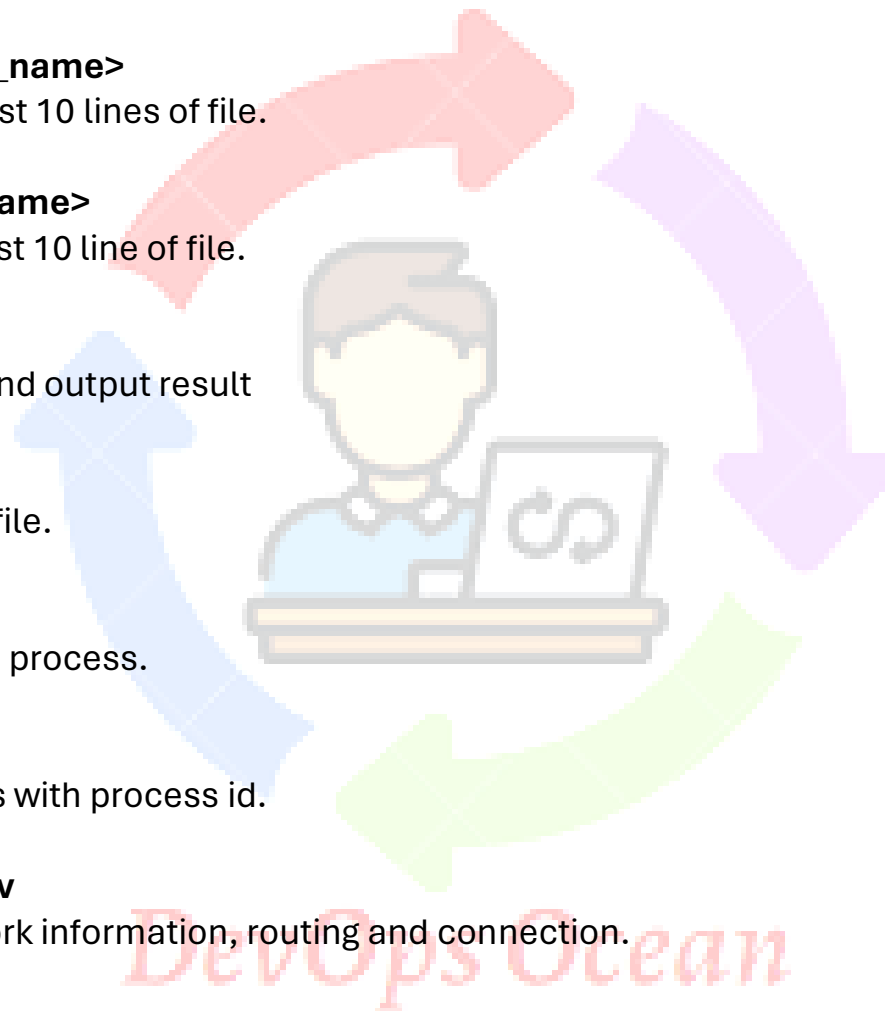 _name>
st 10 lines of file.
ame>
st 10 line of file.
nd output result
file.
process.
s with process id.
v
rk information, routing and connection.
DevOps Ocean